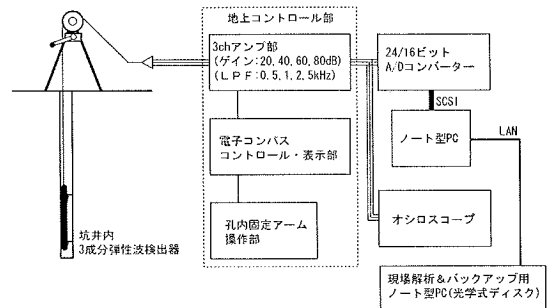 地上コントロール部
3chアンプ部
(ゲイン:20,40,60,80dB)
(LPF:0.5,1,2,5kHz)
24/16ビット
A/Dコンバーター
SCSI
ノート型PC
LAN
電子コンパス
コントロール・表示部
孔内固定アーム
操作部
オシロスコープ
坑井内
3成分弾性波検出器
現場解析&バックアップ用
ノート型PC(光学式ディスク)